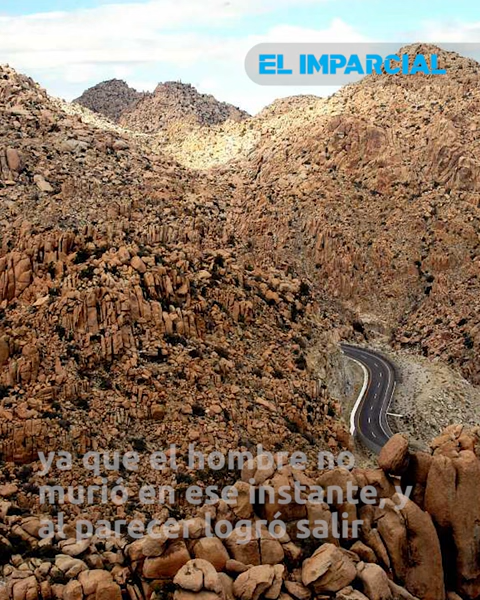 EL IMPARCIAL
ya que el hombre no
murió en ese instante, y
al parecer logró salir